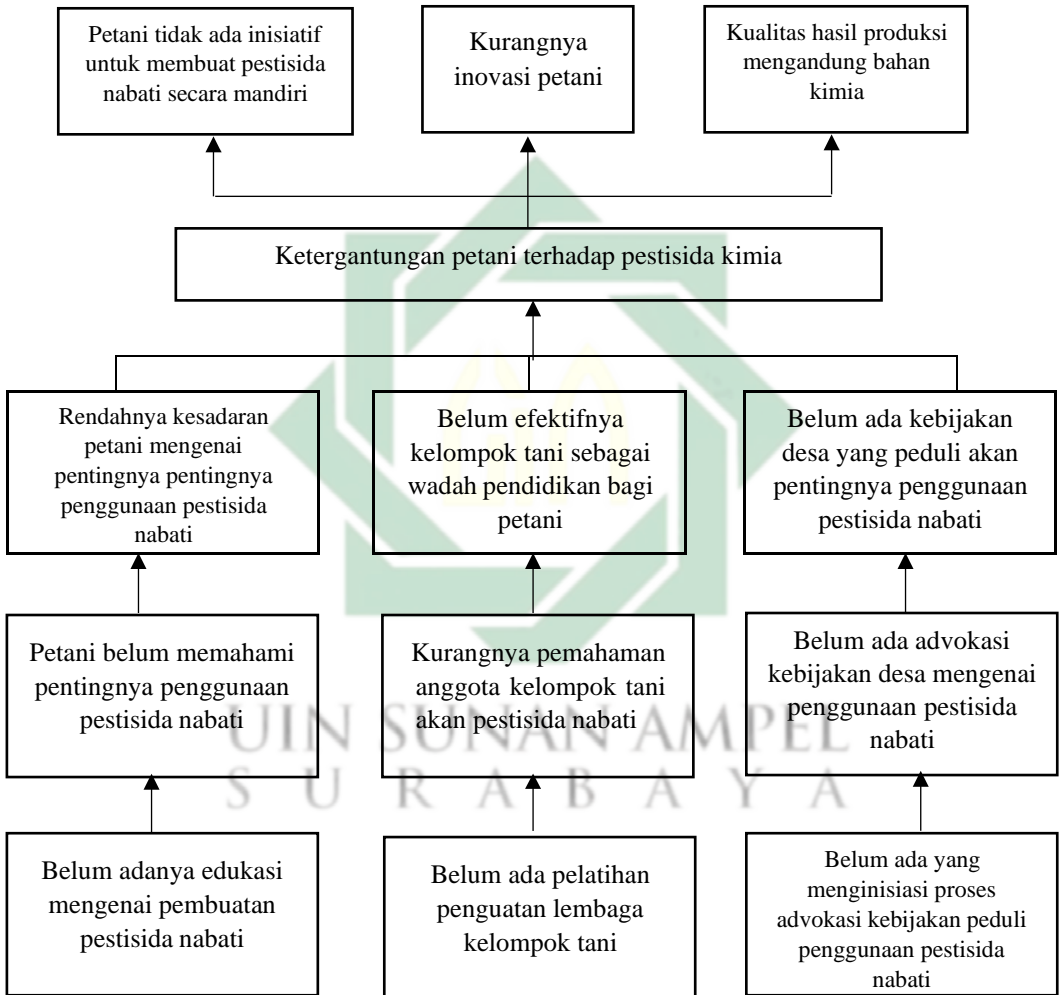 Petani tidak ada inisiatif
untuk membuat pestisida
nabati secara mandiri
Kurangnya
inovasi petani
Kualitas hasil produksi
mengandung bahan
kimia
Ketergantungan petani terhadap pestisida kimia
Rendahnya kesadaran
petani mengenai
pentingnya pentingnya
penggunaan pestisida
nabati
Belum efektifnya
kelompok tani sebagai
wadah pendidikan bagi
petani
Belum ada kebijakan
desa yang peduli akan
pentingnya penggunaan
pestisida nabati
Petani belum memahami
pentingnya penggunaan
pestisida nabati
Kurangnya pemahaman
anggota kelompok tani
akan pestisida nabati
Belum ada advokasi
kebijakan desa mengenai
penggunaan pestisida
nabati
UIN SUNAN AMPEL
SURABAYA
Belum adanya edukasi
mengenai pembuatan
pestisida nabati
Belum ada pelatihan
penguatan lembaga
kelompok tani
Belum ada yang
menginisiasi proses
advokasi kebijakan peduli
penggunaan pestisida
nabati